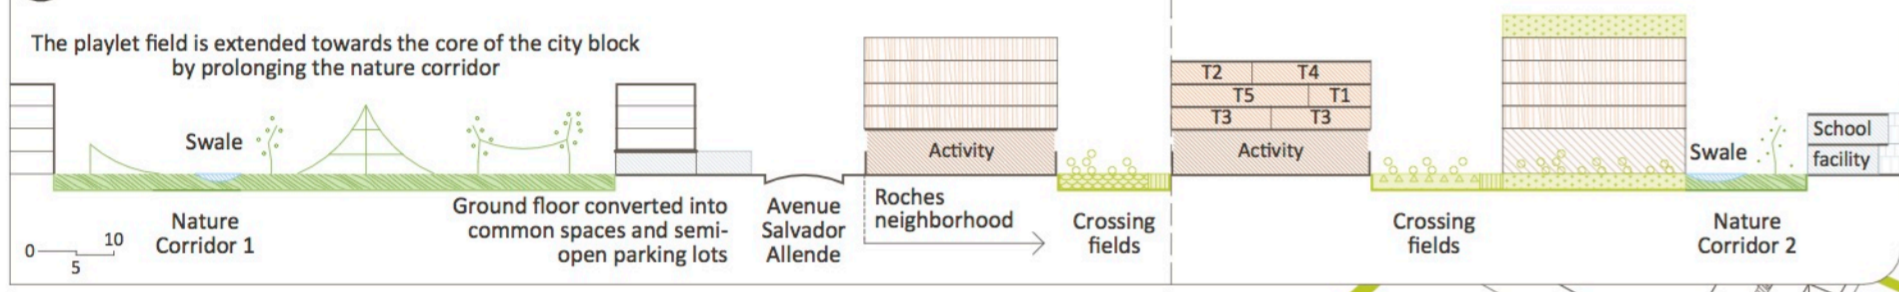 The playlet field is extended towards the core of the city block
by prolonging the nature corridor
Swale
Activity
T2 T4
T5 T1
T3 T3
Activity
Swale
School
facility
Nature
Corridor 1
Ground floor converted into
common spaces and semi-
open parking lots
Avenue
Salvador
Allende
Roches
neighborhood
Crossing
fields
Crossing
fields
Nature
Corridor 2
0 5 10